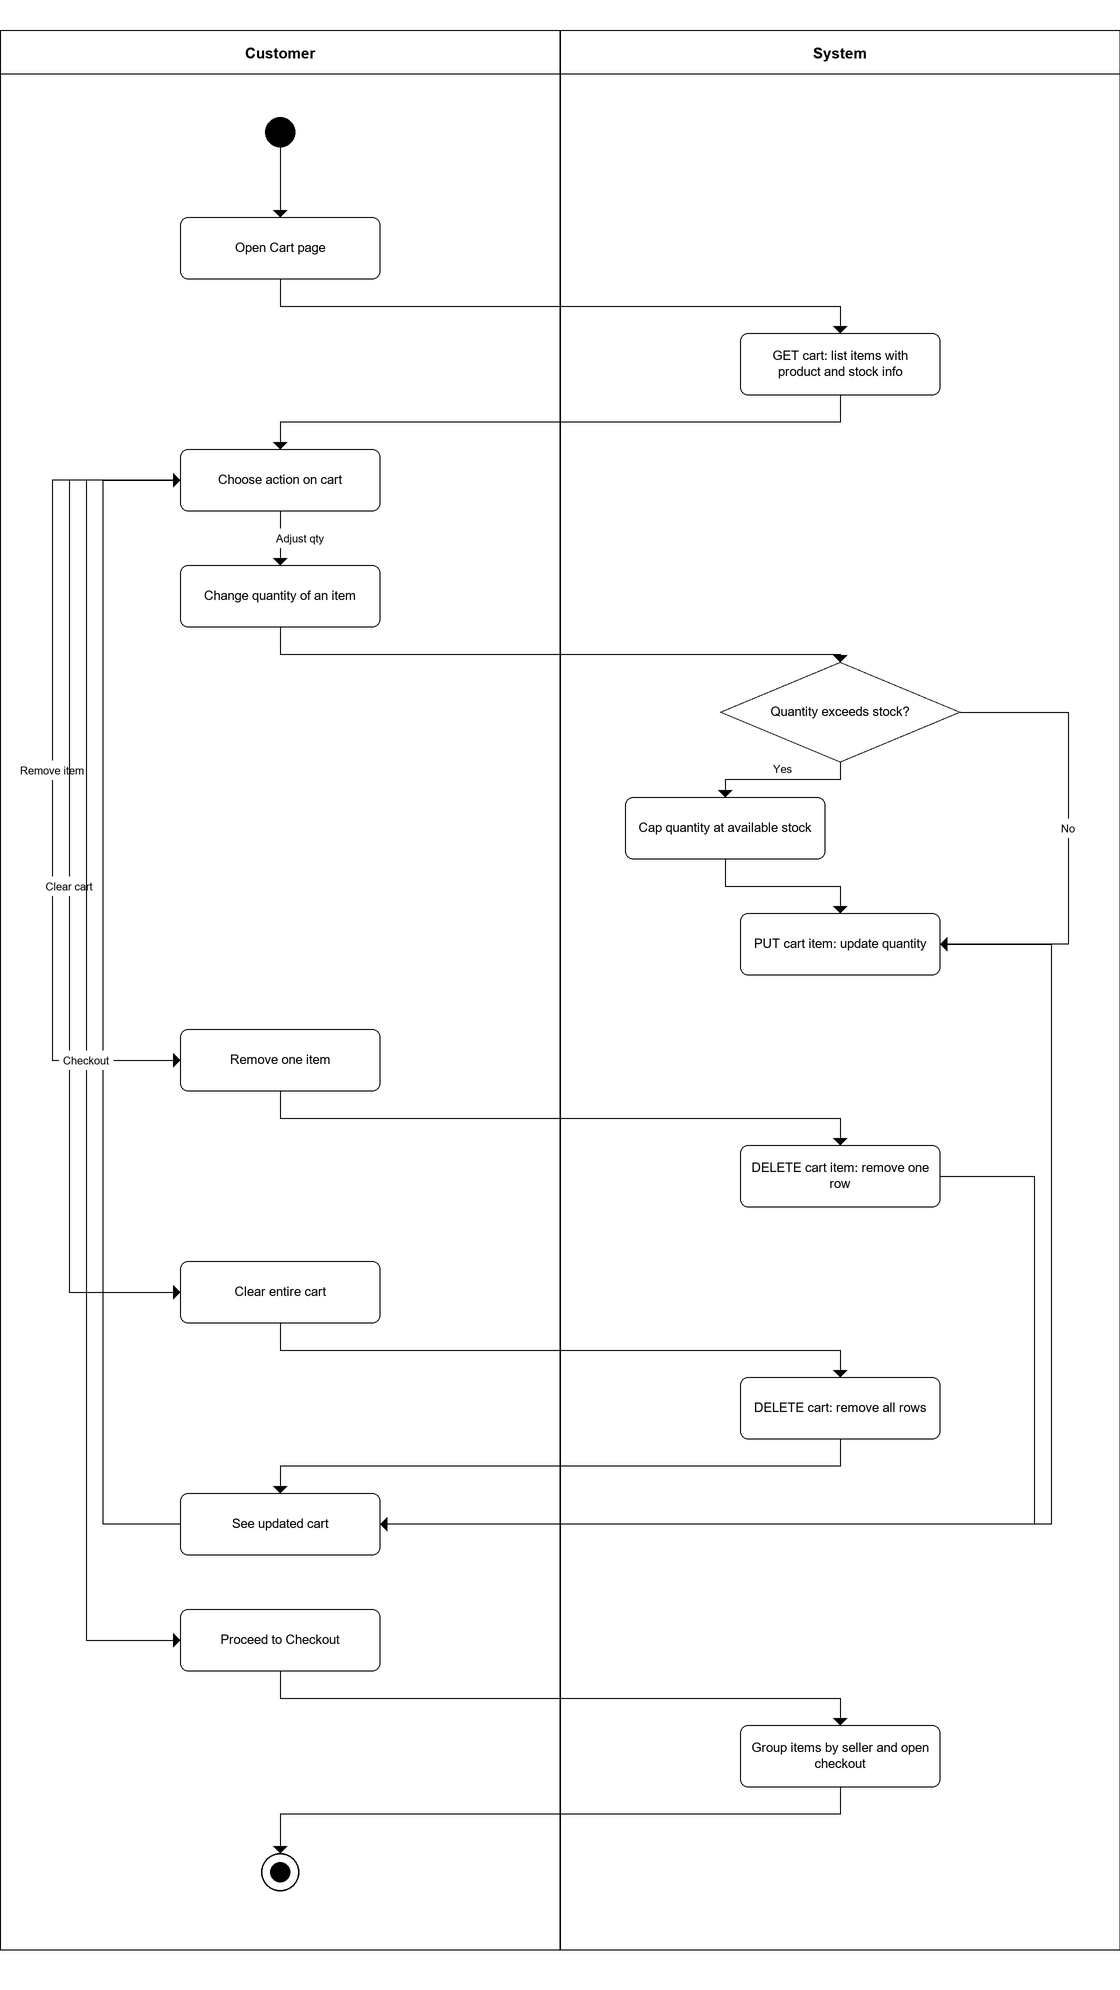 Customer
System
Open Cart page
GET cart: list items with
product and stock info
Choose action on cart
Adjust qty
Change quantity of an item
Quantity exceeds stock?
Yes
Remove item
Cap quantity at available stock
No
Clear cart
PUT cart item: update quantity
Checkout
Remove one item
DELETE cart item: remove one
row
Clear entire cart
DELETE cart: remove all rows
See updated cart
Proceed to Checkout
Group items by seller and open
checkout